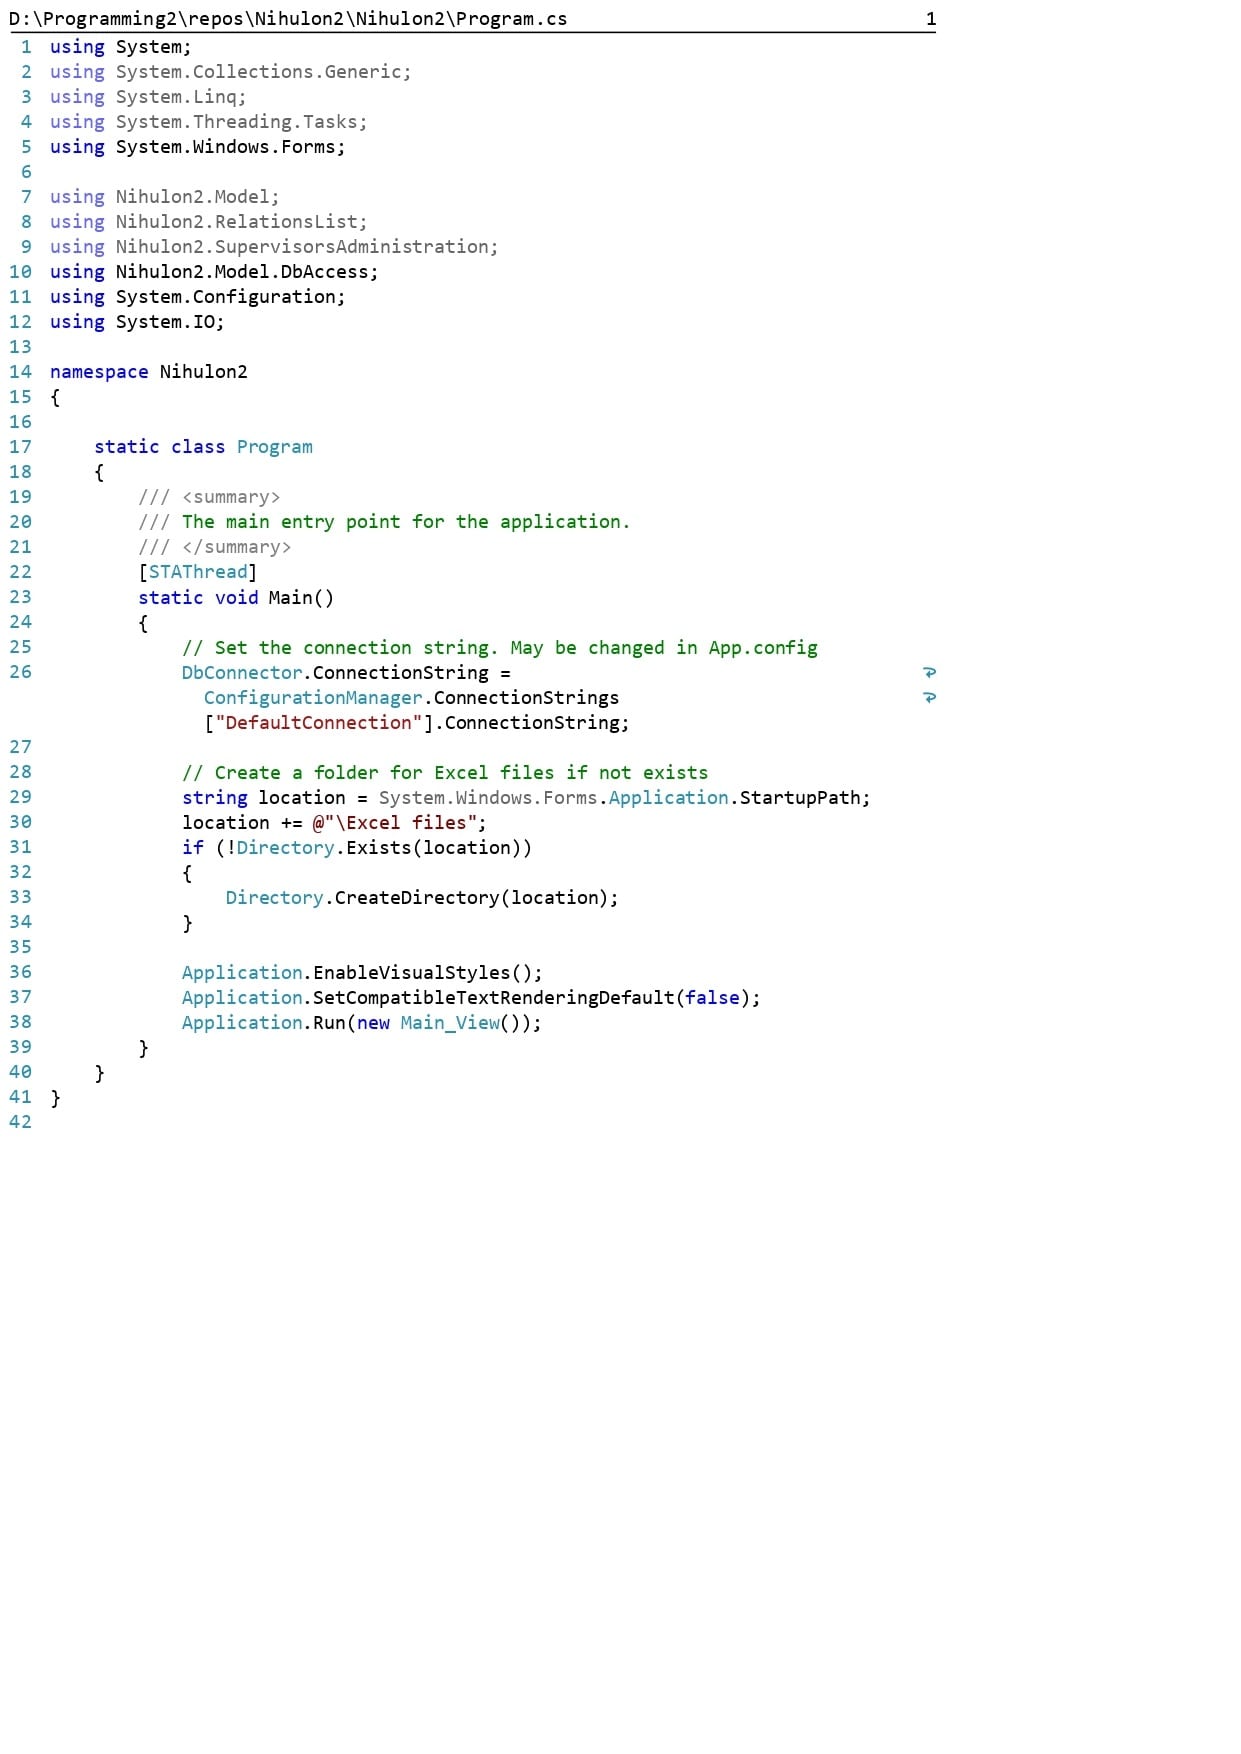 D:\Programming2\repos\Nihulon2\Nihulon2\Program.cs 1
1 using System;
2 using System.Collections.Generic;
3 using System.Linq;
4 using System.Threading.Tasks;
5 using System.Windows.Forms;
6
7 using Nihulon2.Model;
8 using Nihulon2.RelationsList;
9 using Nihulon2.SupervisorsAdministration;
10 using Nihulon2.Model.DbAccess;
11 using System.Configuration;
12 using System.IO;
13
14 namespace Nihulon2
15 {
16
17     static class Program
18     {
19         /// <summary>
20         /// The main entry point for the application.
21         /// </summary>
22         [STAThread]
23         static void Main()
24         {
25             // Set the connection string. May be changed in App.config
26             DbConnector.ConnectionString =
               ConfigurationManager.ConnectionStrings
               ["DefaultConnection"].ConnectionString;
27
28             // Create a folder for Excel files if not exists
29             string location = System.Windows.Forms.Application.StartupPath;
30             location += @"\Excel files";
31             if (!Directory.Exists(location))
32             {
33                 Directory.CreateDirectory(location);
34             }
35
36             Application.EnableVisualStyles();
37             Application.SetCompatibleTextRenderingDefault(false);
38             Application.Run(new Main_View());
39         }
40     }
41 }
42